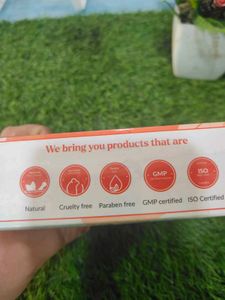 We bring you products that are
GMP
ISO
Natural
Cruelty free
Paraben free
GMP certified
ISO Certified